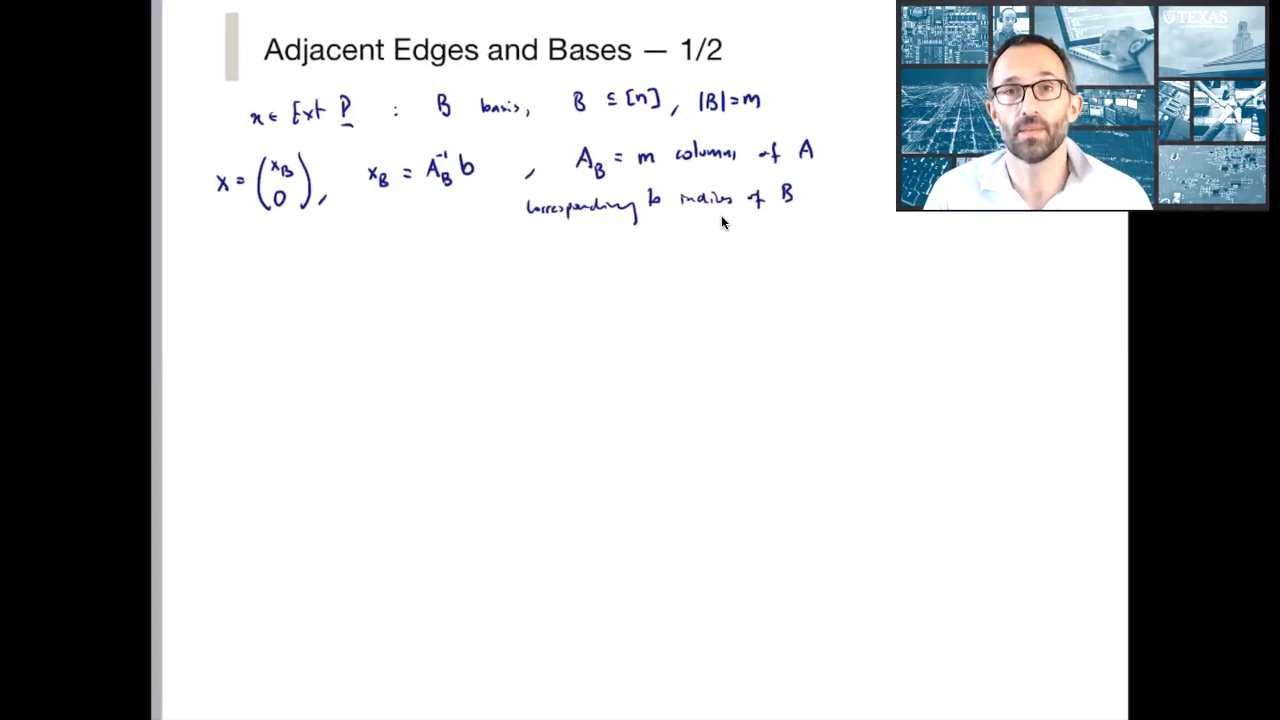 Adjacent Edges and Bases — 1/2
x ∈ Ext P : B basis, B ⊆ [n], |B|=m
x = (x_B 0), x_B = A_B^{-1} b, A_B = m columns of A
corresponding to indices of B
TEXAS